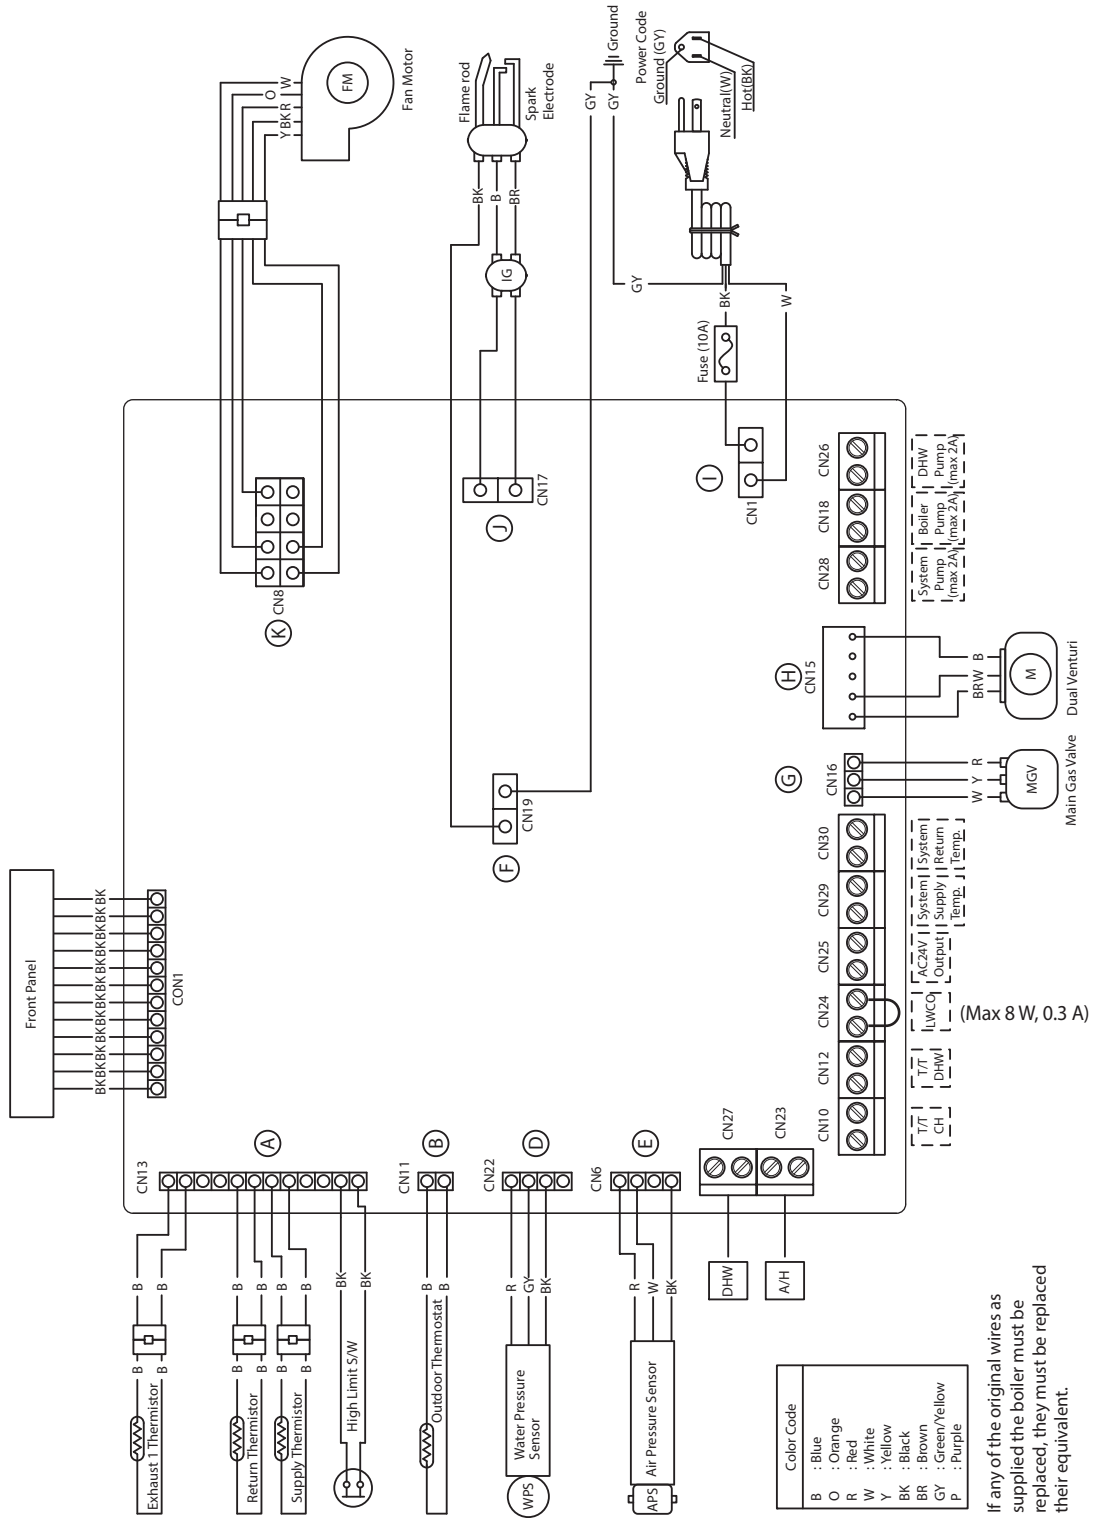 Front Panel
BK BK BK BK BK BK BK BK BK BK BK BK
CON1
Exhaust 1 Thermistor
B B
B B
Return Thermistor
B B
B B
Supply Thermistor
B B
B B
High Limit S/W
BK
BK
CN13
A
Outdoor Thermostat
B
B
CN11
B
WPS
Water Pressure
Sensor
R
GY
BK
CN22
D
APS
Air Pressure Sensor
R
W
BK
CN6
E
DHW
CN27
A/H
CN23
W
O
R
BK
Y
FM
Fan Motor
CN8
K
Flame rod
Spark
Electrode
BK
B
BR
IG
CN17
J
CN19
F
GY
GY
Ground
GY
Power Code
Ground (GY)
Neutral(W)
Hot(BK)
BK
W
Fuse (10A)
CN1
I
CN10
CN12
CN24
CN25
CN29
CN30
T/T
CH
T/T
DHW
LWCO
(Max 8 W, 0.3 A)
AC24V
Output
System
Supply
Temp.
System
Return
Temp.
G
CN16
W Y R
MGV
Main Gas Valve
H
CN15
BR W B
M
Dual Venturi
CN28
CN18
CN26
System
Pump
(max 2A)
Boiler
Pump
(max 2A)
DHW
Pump
(max 2A)
Color Code
B : Blue
O : Orange
R : Red
W : White
Y : Yellow
BK : Black
BR : Brown
GY : Green/Yellow
P : Purple
If any of the original wires as
supplied the boiler must be
replaced, they must be replaced
their equivalent.